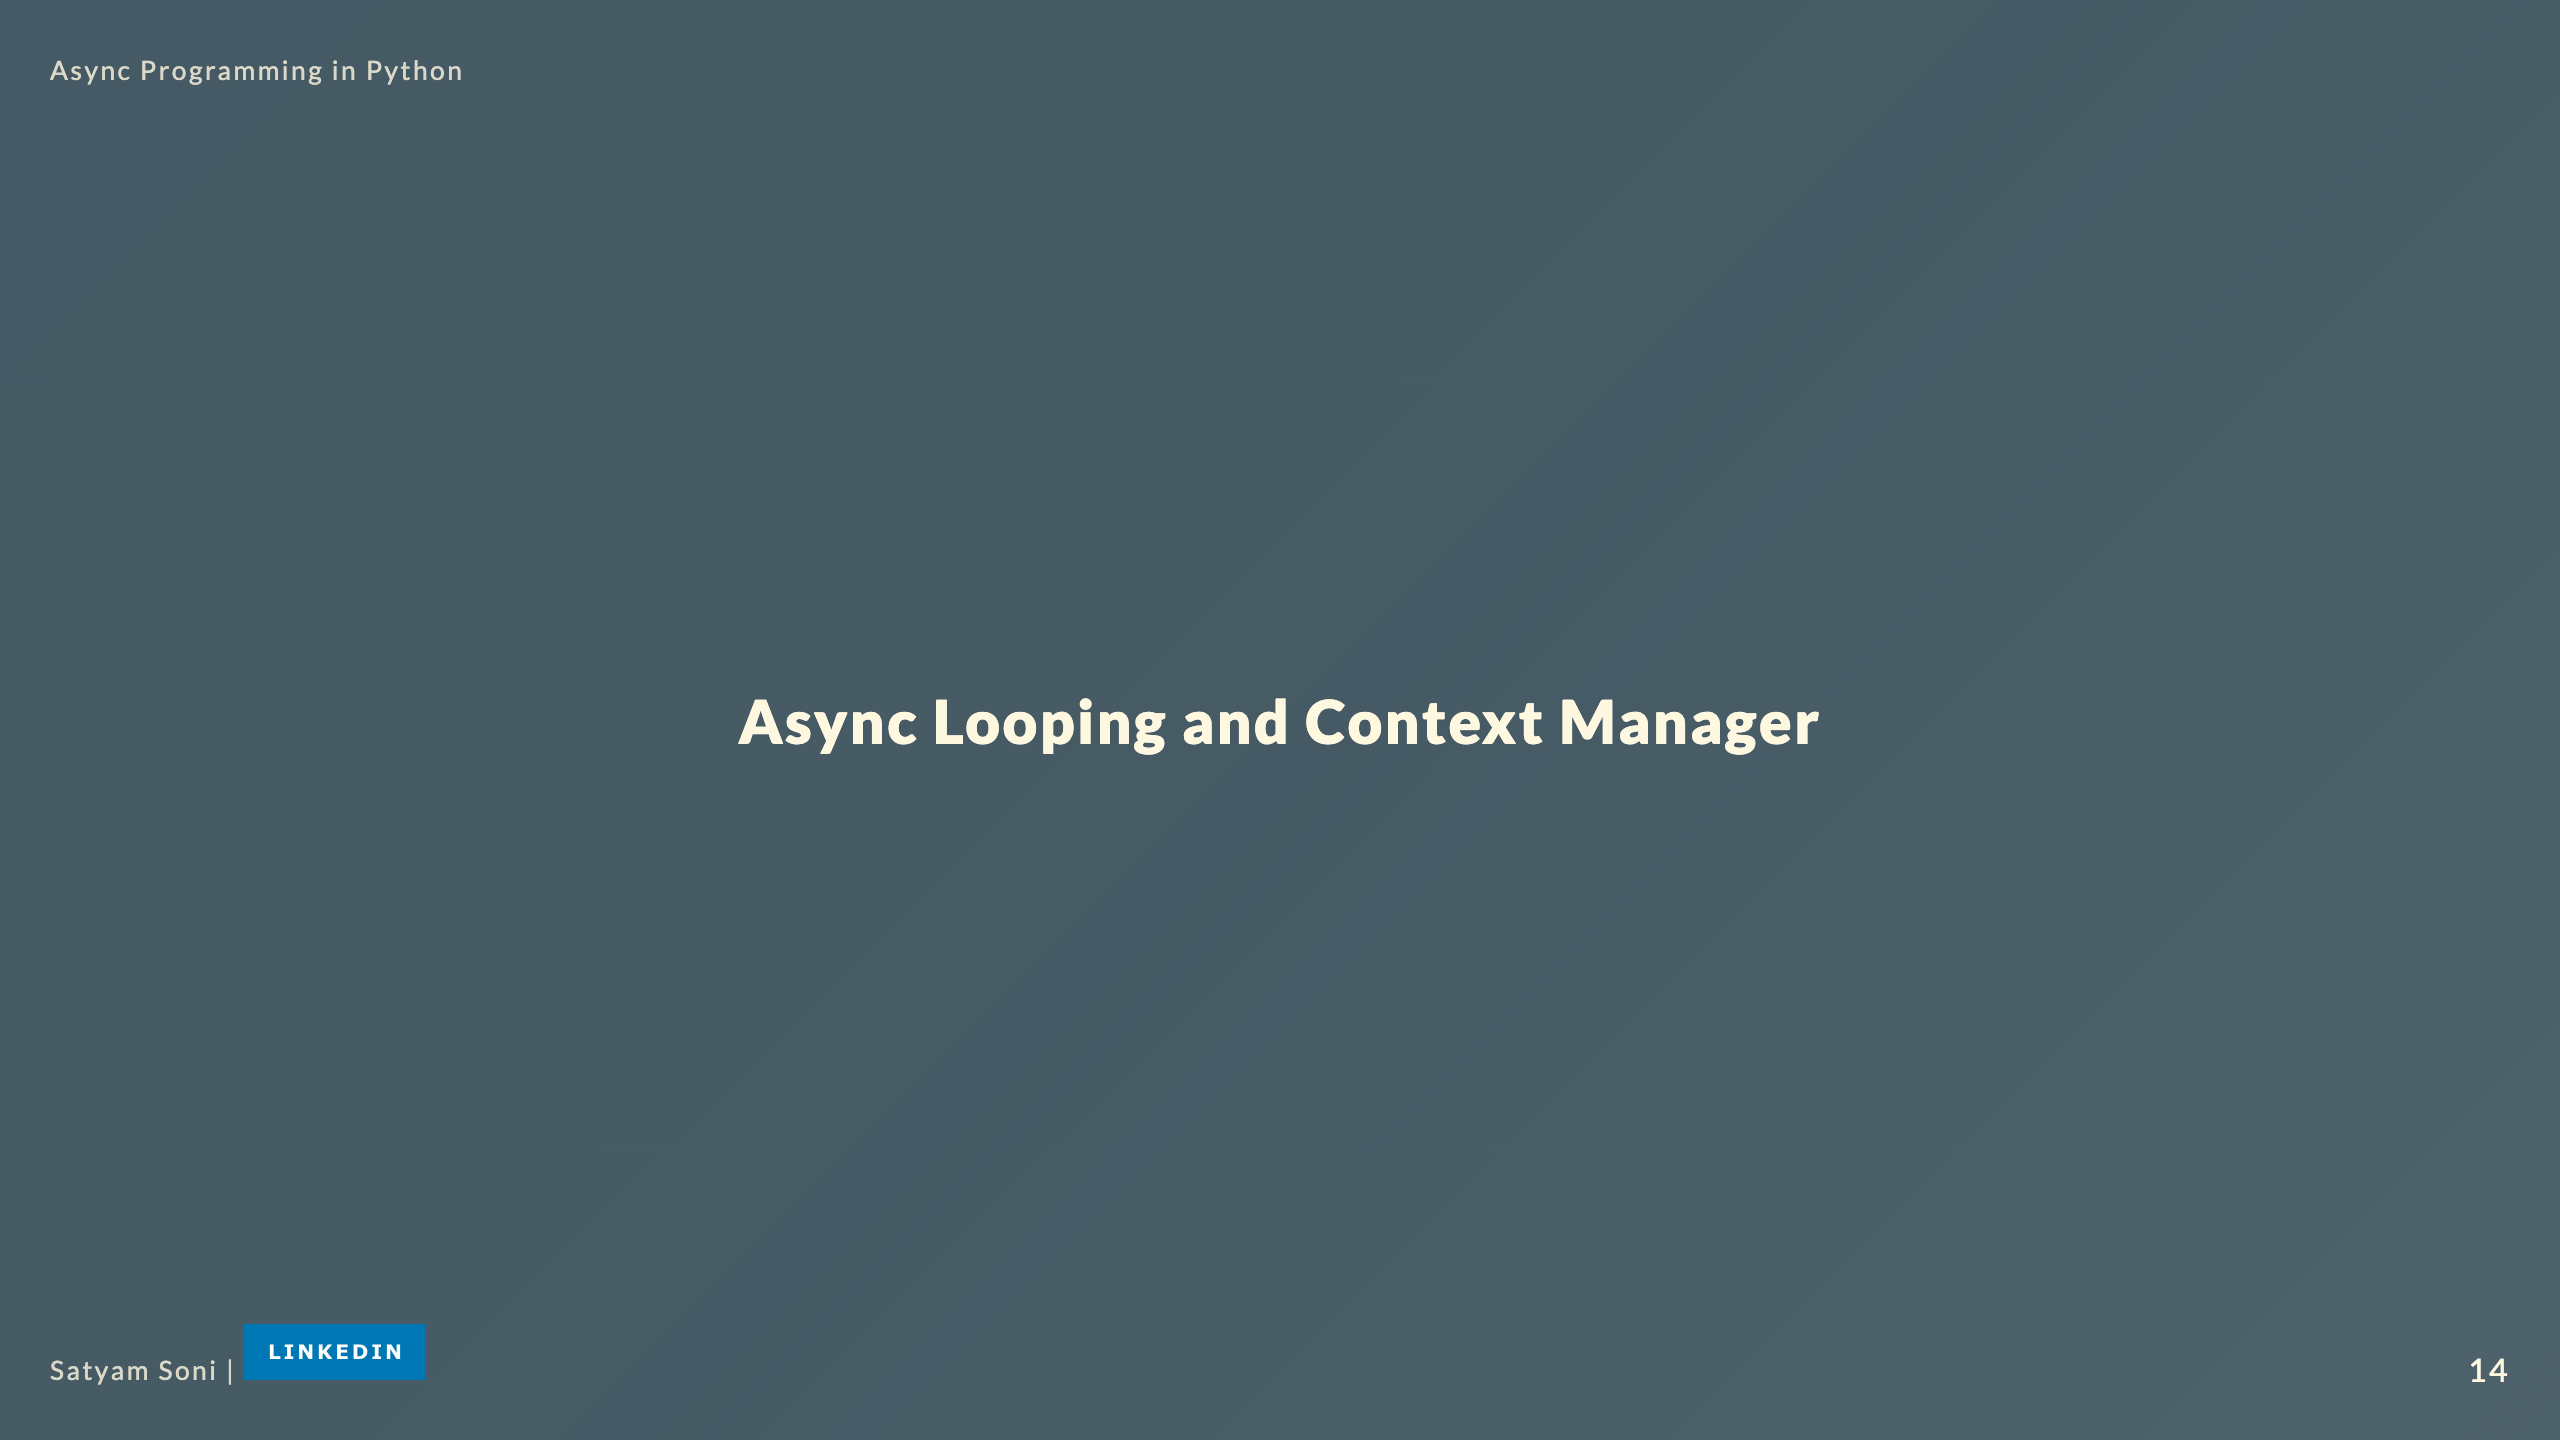 Async Programming in Python
Async Looping and Context Manager
Satyam Soni | LINKEDIN
14